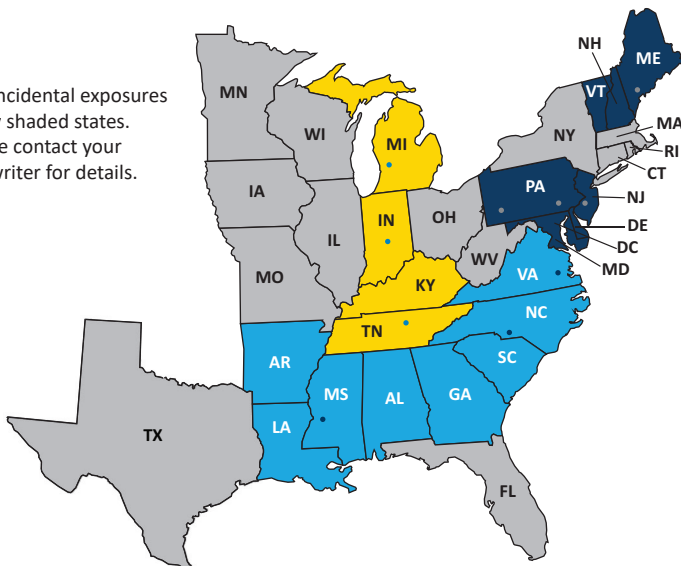 ncidental exposures
shaded states.
e contact your
riter for details.
MN
WI
MI
IA
IL
IN
OH
MO
KY
WV
TN
VA
NC
SC
AR
MS
AL
GA
LA
TX
FL
NY
PA
VT
NH
ME
MA
RI
CT
NJ
DE
DC
MD